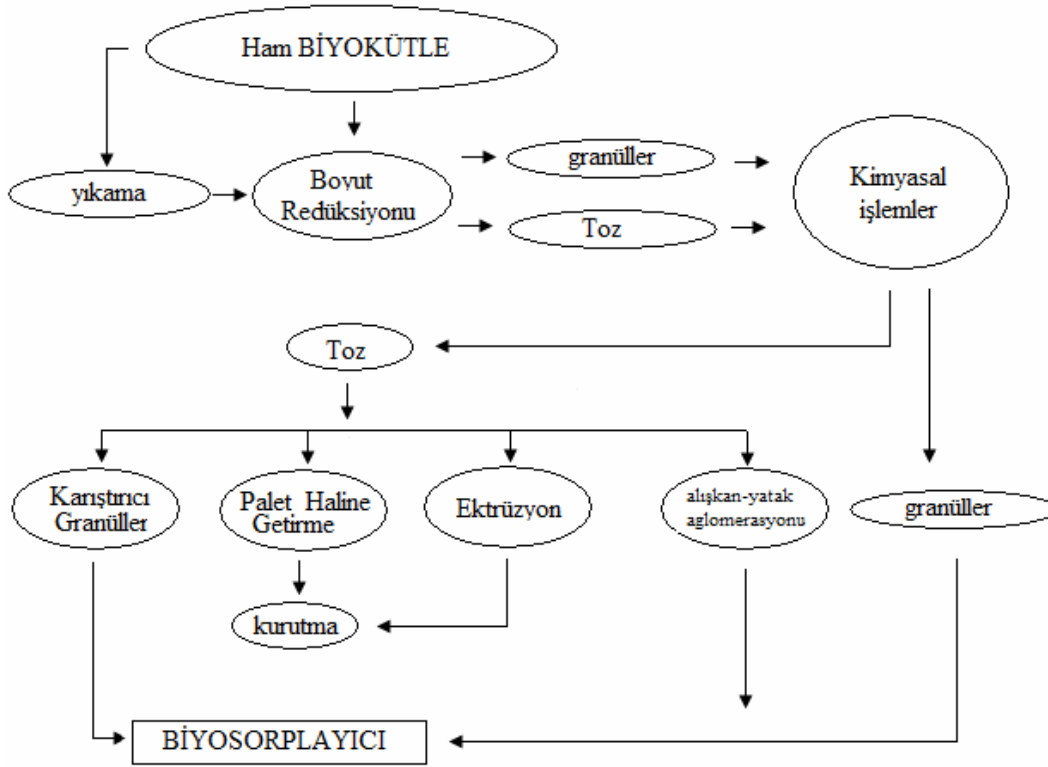 Ham BİYOKÜTLE
yıkama
Boyut
Redüksiyonu
granüller
Toz
Kimyasal
işlemler
Toz
Karıştırıcı
Granüller
Palet Haline
Getirme
Ektrüzyon
alışkan-yatak
aglomerasyonu
granüller
kurutma
BİYOSORPLAYICI